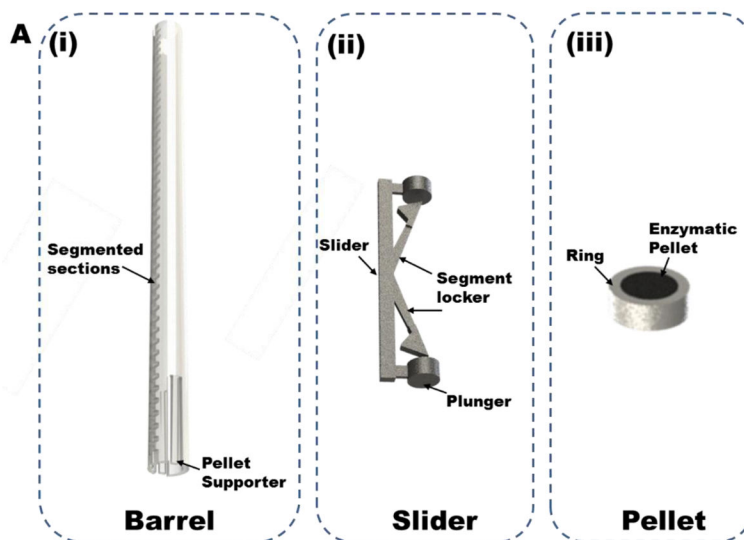 A
(i)
Segmented
sections
Pellet
Supporter
Barrel
(ii)
Slider
Segment
locker
Plunger
Slider
(iii)
Enzymatic
Pellet
Ring
Pellet